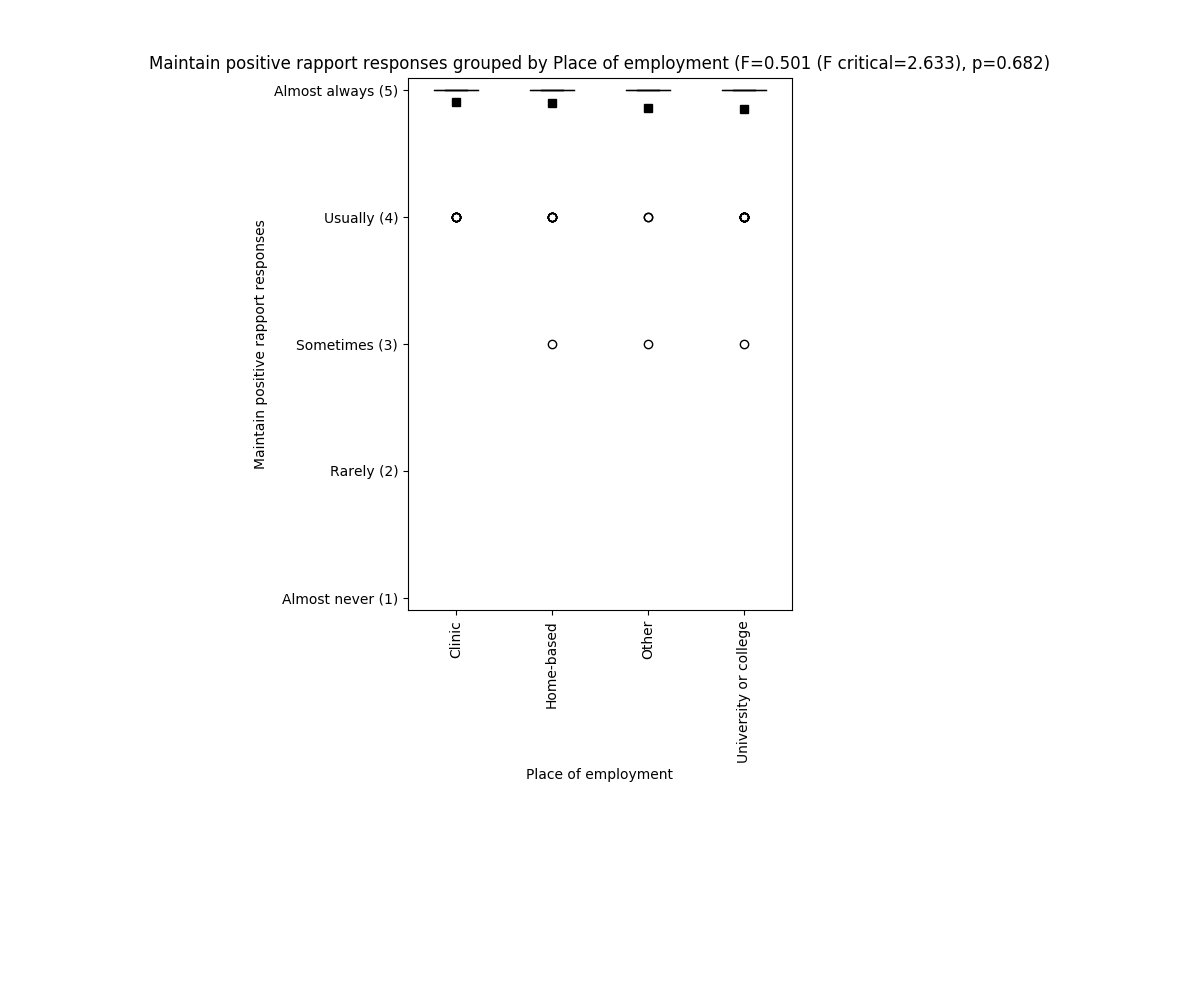 Maintain positive rapport responses grouped by Place of employment (F=0.501 (F critical=2.633), p=0.682)
Almost always (5)
Usually (4)
Sometimes (3)
Rarely (2)
Almost never (1)
Maintain positive rapport responses
Clinic
Home-based
Other
University or college
Place of employment